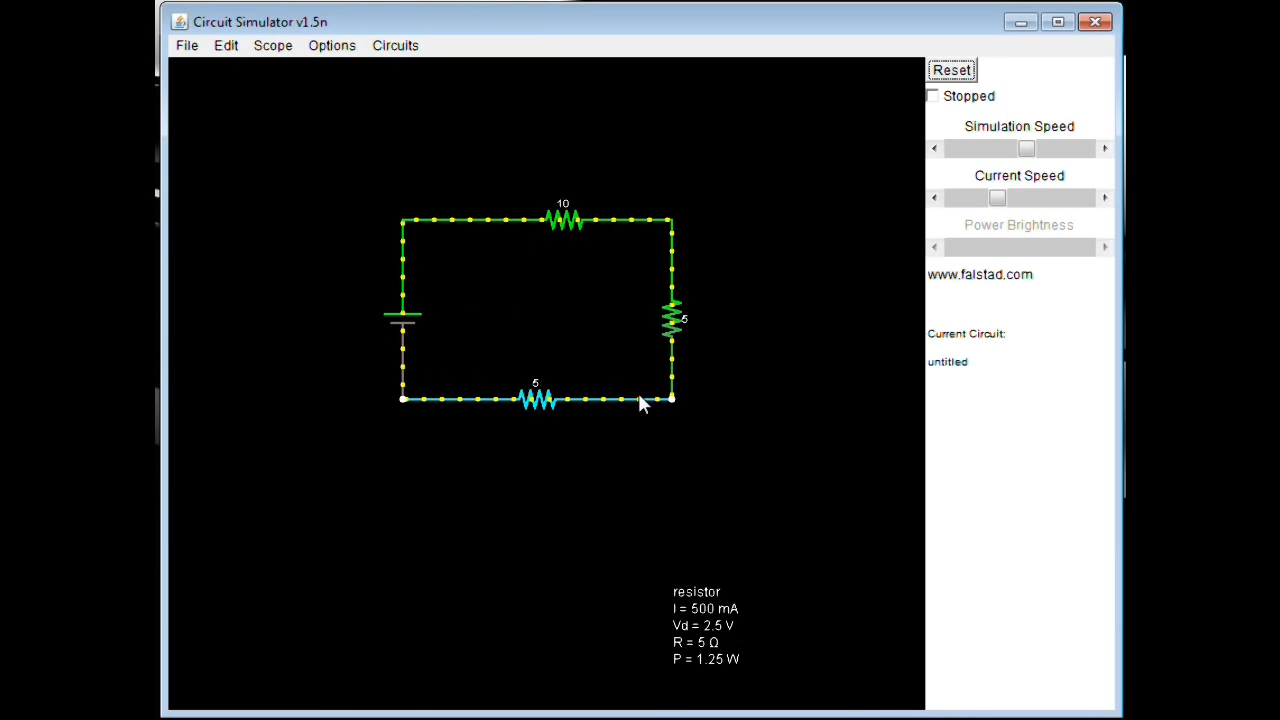 Circuit Simulator v1.5n
File Edit Scope Options Circuits
Reset
Stopped
Simulation Speed
Current Speed
Power Brightness
www.falstad.com
Current Circuit:
untitled
10
5
5
resistor
I = 500 mA
Vd = 2.5 V
R = 5 Ω
P = 1.25 W